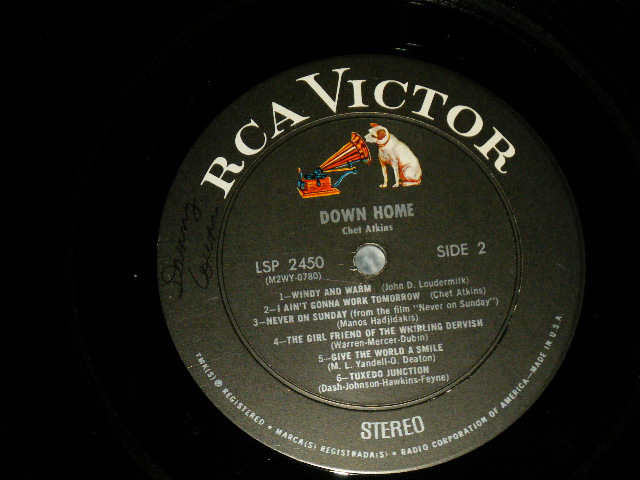 RCA VICTOR
DOWN HOME
Chet Atkins
LSP 2450
(M2WY-0780)
SIDE 2
1—WINDY AND WARM (John D. Loudermilk)
2—I AIN'T GONNA WORK TOMORROW (Chet Atkins)
3—NEVER ON SUNDAY (from the film "Never on Sunday")
(Manos Hadjidakis)
4—THE GIRL FRIEND OF THE WHIRLING DERVISH
(Warren-Mercer-Dubin)
5—GIVE THE WORLD A SMILE
(M. L. Yandell-O. Deaton)
6—TUXEDO JUNCTION
(Dash-Johnson-Hawkins-Feyne)
STEREO
TMK(S) ® REGISTERED • MARCA(S) REGISTRADA(S) • RADIO CORPORATION OF AMERICA—MADE IN U.S.A.